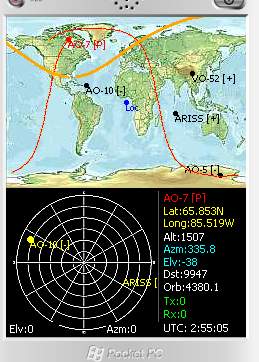 AO-7 [P]
VO-52 [+]
AO-10 [-]
Loc
ARISS [+]
AO-5 [-]
AO-10 [-]
ARISS [
Elv:0
Azm:0
AO-7 [P]
Lat:65.853N
Long:85.519W
Alt:1507
Azm:335.8
Elv:-38
Dst:9947
Orb:4380.1
Tx:0
Rx:0
UTC: 2:55:05
Pocket PC